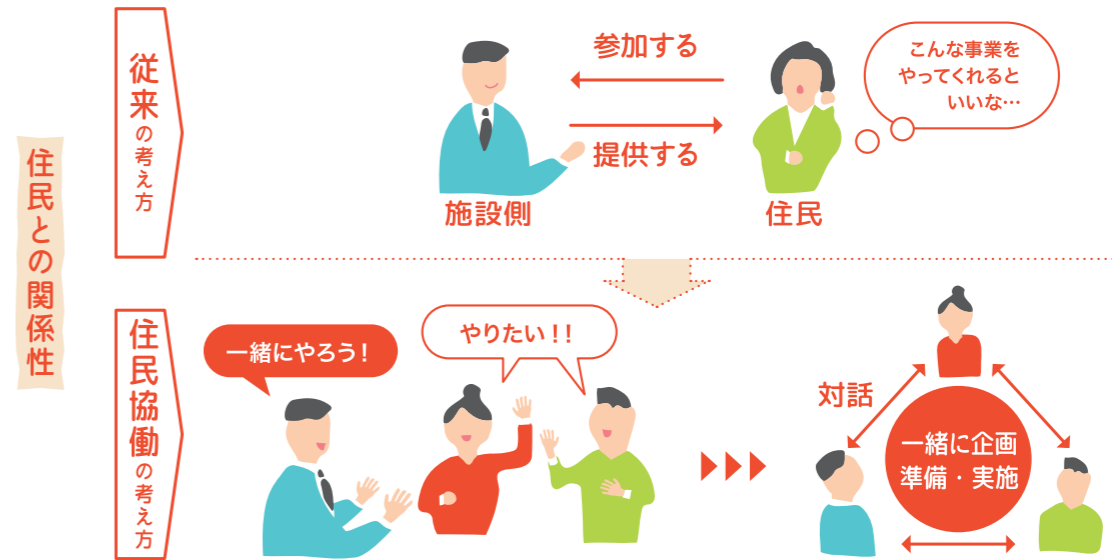 住民との関係性
従来の考え方
参加する
提供する
施設側
住民
こんな事業を
やってくれると
いいな…
住民協働の考え方
一緒にやろう！
やりたい！！
対話
一緒に企画
準備・実施